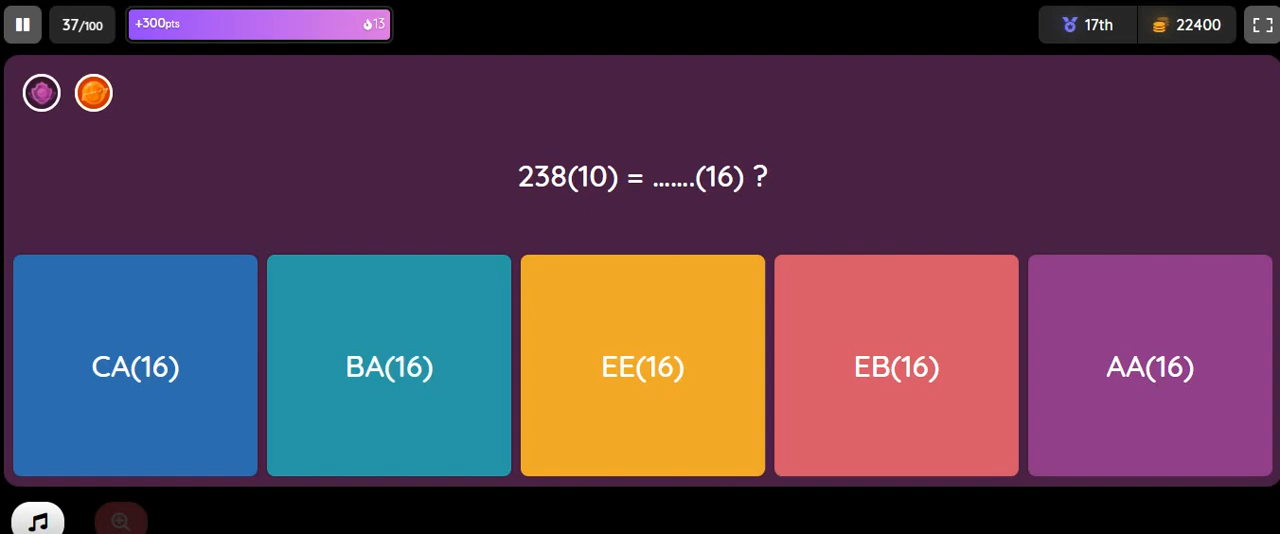 37/100
+300pts
13
17th
22400
238(10) = .......(16) ?
CA(16)
BA(16)
EE(16)
EB(16)
AA(16)